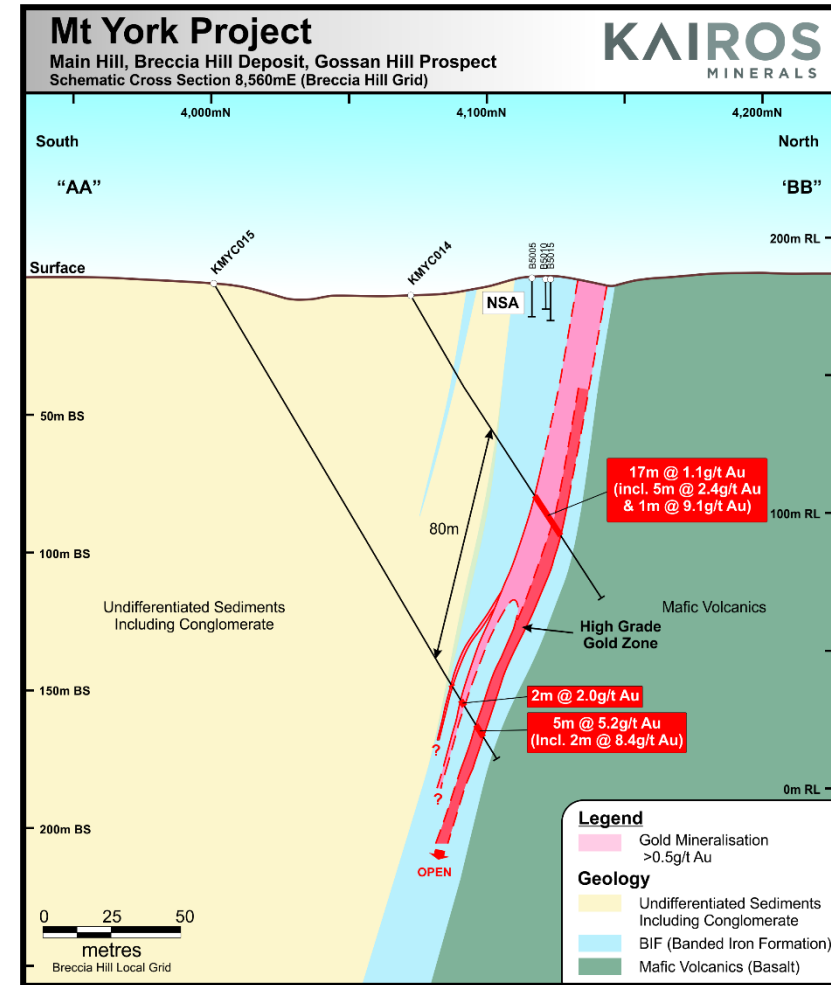 Mt York Project
Main Hill, Breccia Hill Deposit, Gossan Hill Prospect
Schematic Cross Section 8,560mE (Breccia Hill Grid)
KAIROS
MINERALS
4,000mN
4,100mN
4,200mN
South
North
"AA"
'BB"
200m RL
KMYC015
KMYC014
B5005
B5010
B5015
Surface
NSA
50m BS
17m @ 1.1g/t Au
(incl. 5m @ 2.4g/t Au
& 1m @ 9.1g/t Au)
100m RL
80m
100m BS
Undifferentiated Sediments
Including Conglomerate
Mafic Volcanics
High Grade
Gold Zone
150m BS
2m @ 2.0g/t Au
5m @ 5.2g/t Au
(Incl. 2m @ 8.4g/t Au)
?
?
0m RL
200m BS
OPEN
Legend
Gold Mineralisation
>0.5g/t Au
Geology
Undifferentiated Sediments
Including Conglomerate
BIF (Banded Iron Formation)
Mafic Volcanics (Basalt)
0 25 50
metres
Breccia Hill Local Grid